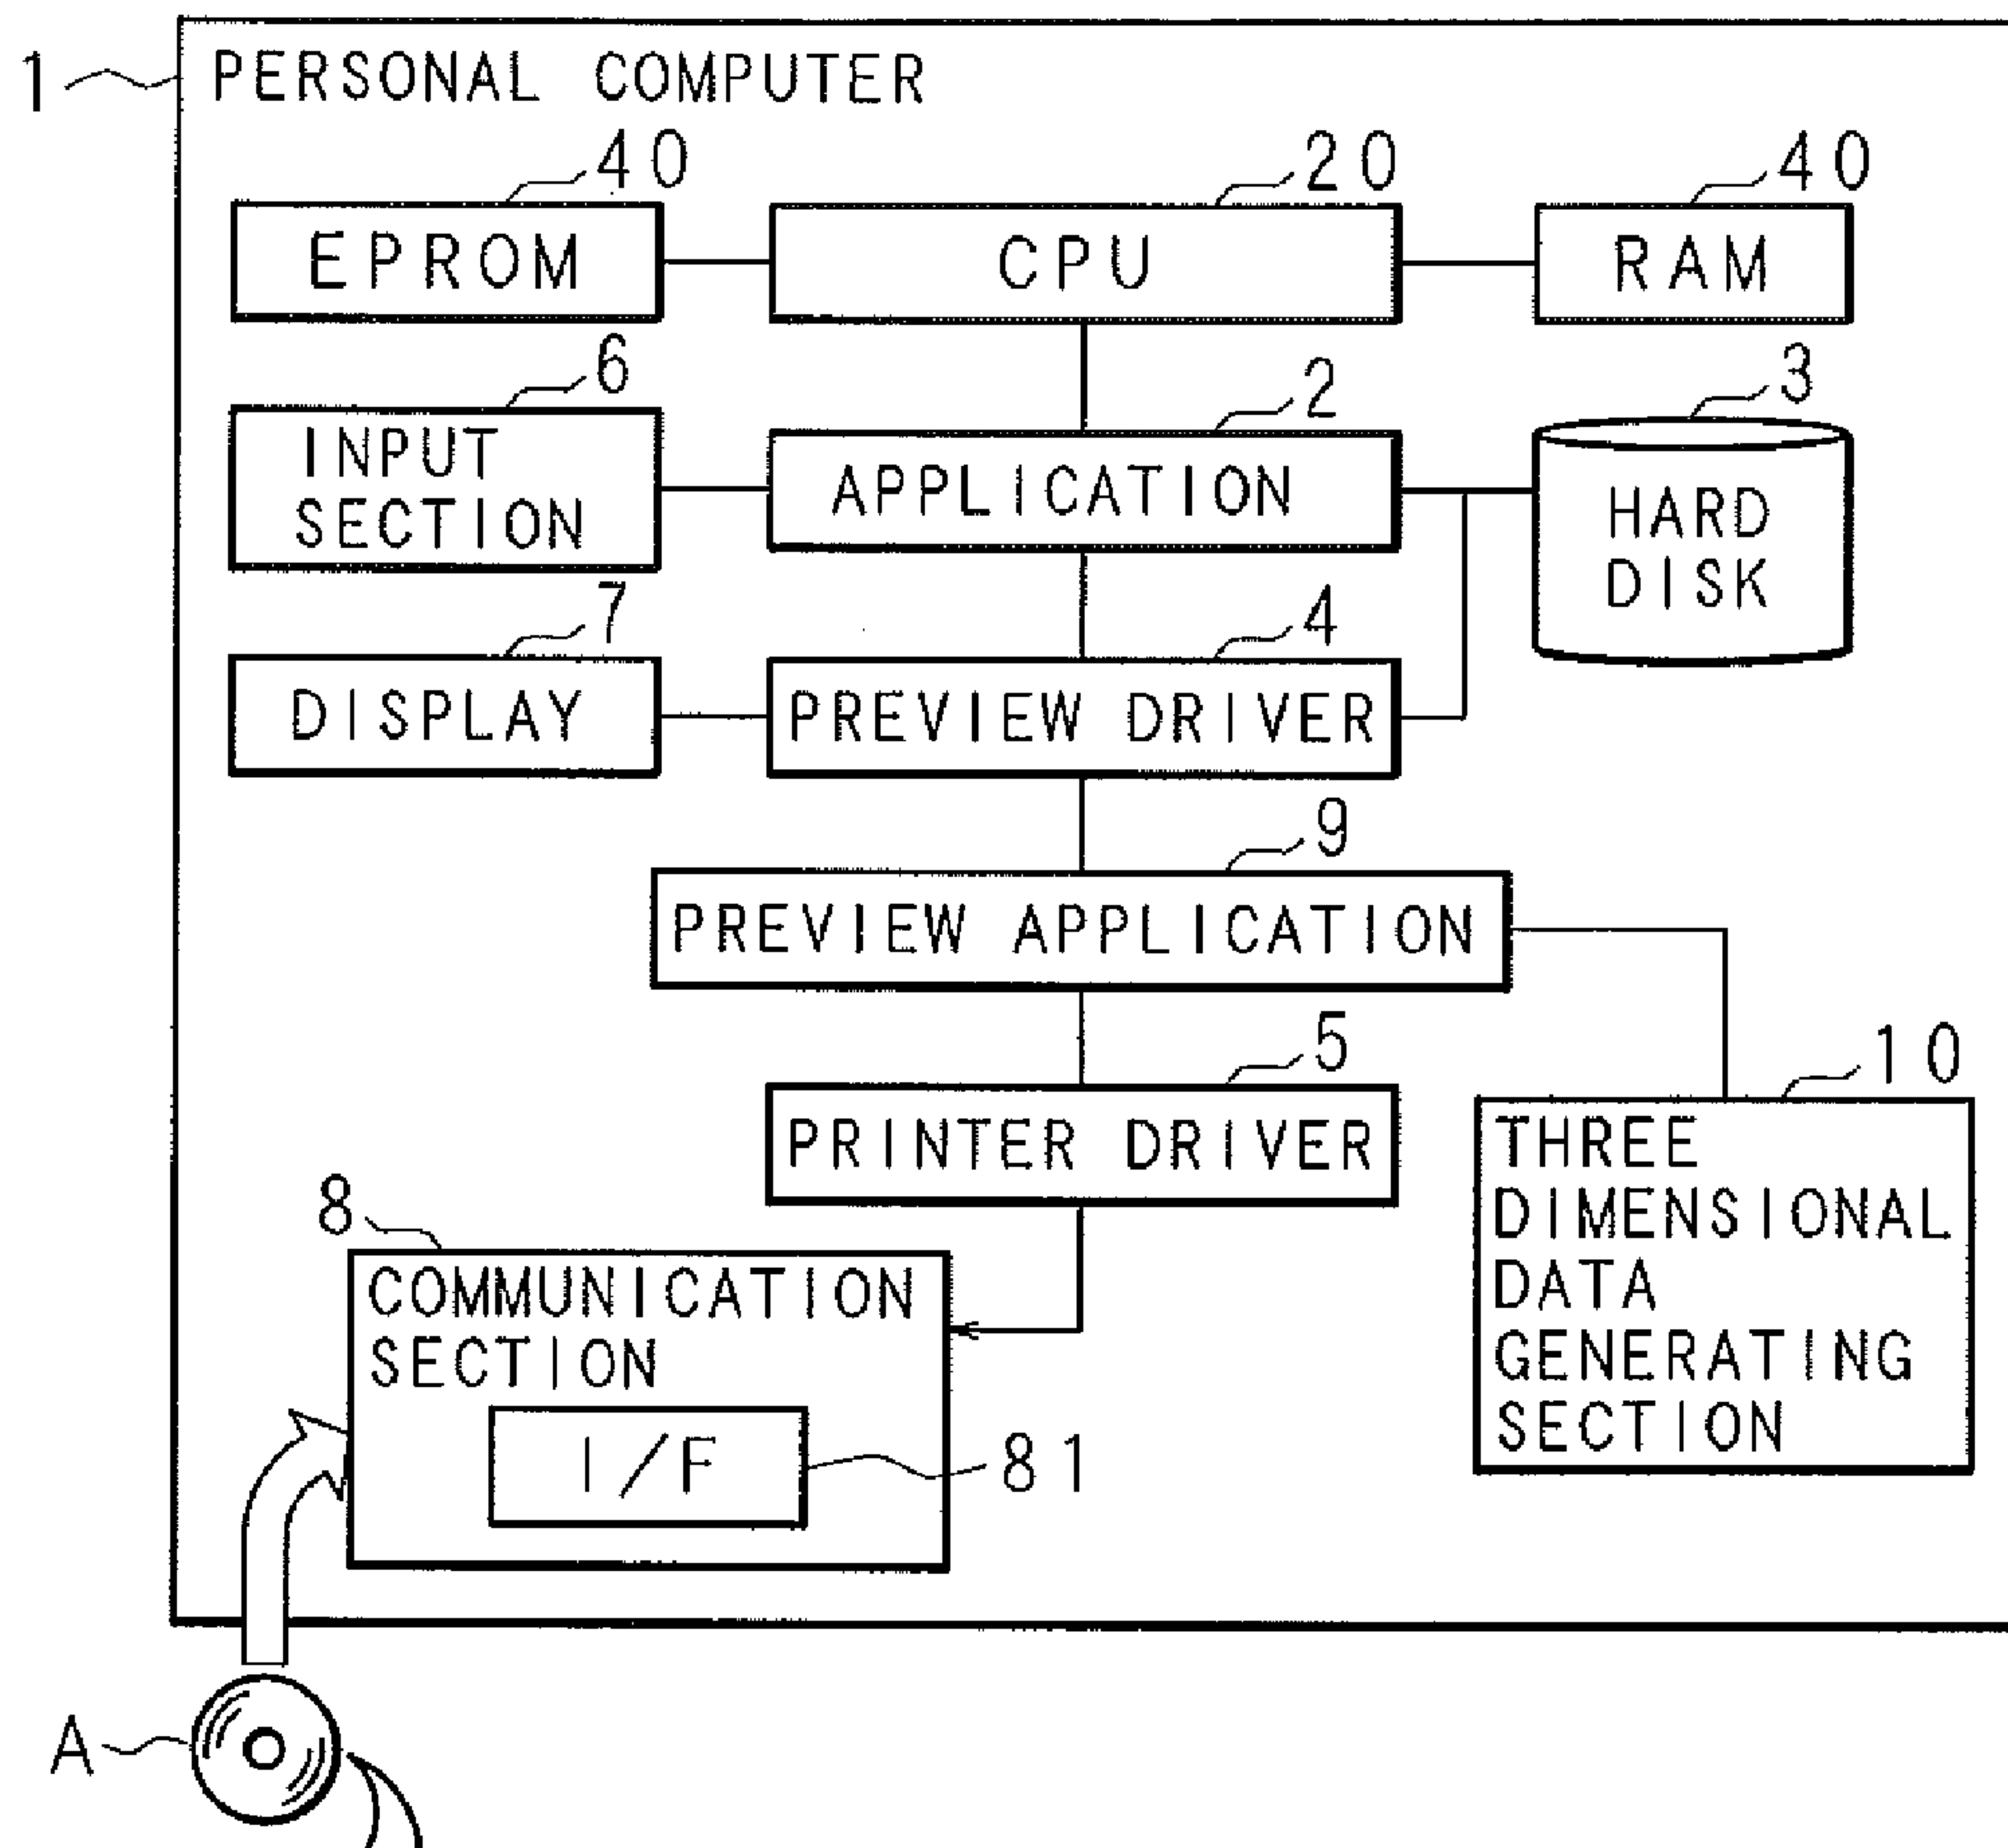 1
PERSONAL COMPUTER
40
20
40
EPROM
CPU
RAM
6
2
3
INPUT
SECTION
APPLICATION
HARD
DISK
7
4
DISPLAY
PREVIEW DRIVER
9
PREVIEW APPLICATION
5
10
PRINTER DRIVER
THREE
DIMENSIONAL
DATA
GENERATING
SECTION
8
COMMUNICATION
SECTION
I/F
81
A